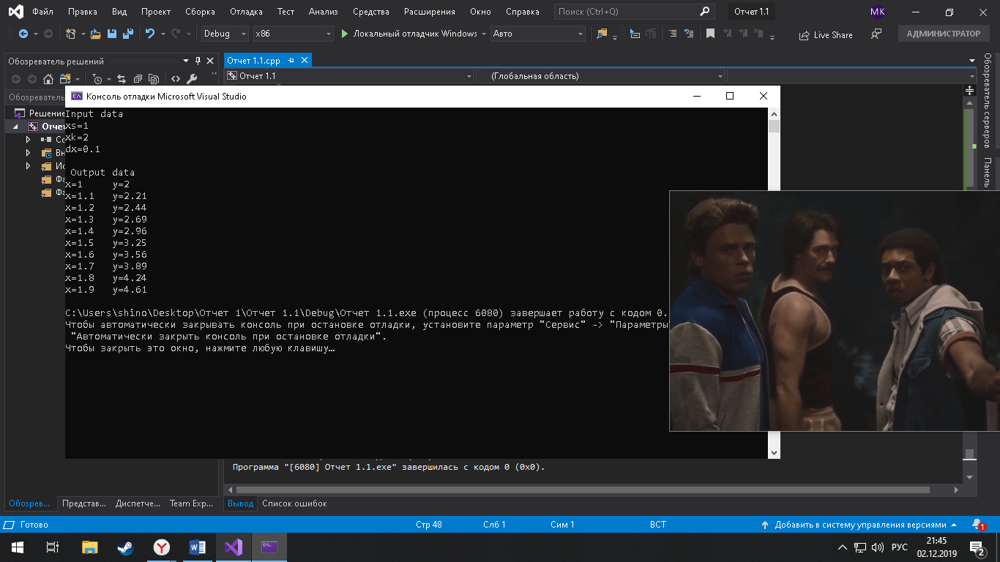 Файл Правка Вид Проект Сборка Отладка Тест Анализ Средства Расширения Окно Справка Поиск (Ctrl+Q) Отчет 1.1 MK
Debug x86 Локальный отладчик Windows Авто Live Share АДМИНИСТРАТОР
Обозреватель решений
Отчет 1.1.cpp
Отчет 1.1 (Глобальная область)
Обозреватель
Решение
Консоль отладки Microsoft Visual Studio
Input data
xs=1
xk=2
dx=0.1
Output data
x=1 y=2
x=1.1 y=2.21
x=1.2 y=2.44
x=1.3 y=2.69
x=1.4 y=2.96
x=1.5 y=3.25
x=1.6 y=3.56
x=1.7 y=3.89
x=1.8 y=4.24
x=1.9 y=4.61
C:\Users\shino\Desktop\Отчет 1\Отчет 1.1\Debug\Отчет 1.1.exe (процесс 6080) завершает работу с кодом 0.
Чтобы автоматически закрывать консоль при остановке отладки, установите параметр "Сервис" -> "Параметры
"Автоматически закрыть консоль при остановке отладки".
Чтобы закрыть это окно, нажмите любую клавишу…
Обозреватель серверов
Панель
Программа "[6080] Отчет 1.1.exe" завершилась с кодом 0 (0x0).
Обозрев... Представ... Диспетче... Team Exp... Вывод Список ошибок
Готово Стр 48 Слб 1 Сим 1 ВСТ Добавить в систему управления версиями 1
РУС 21:45
02.12.2019 2